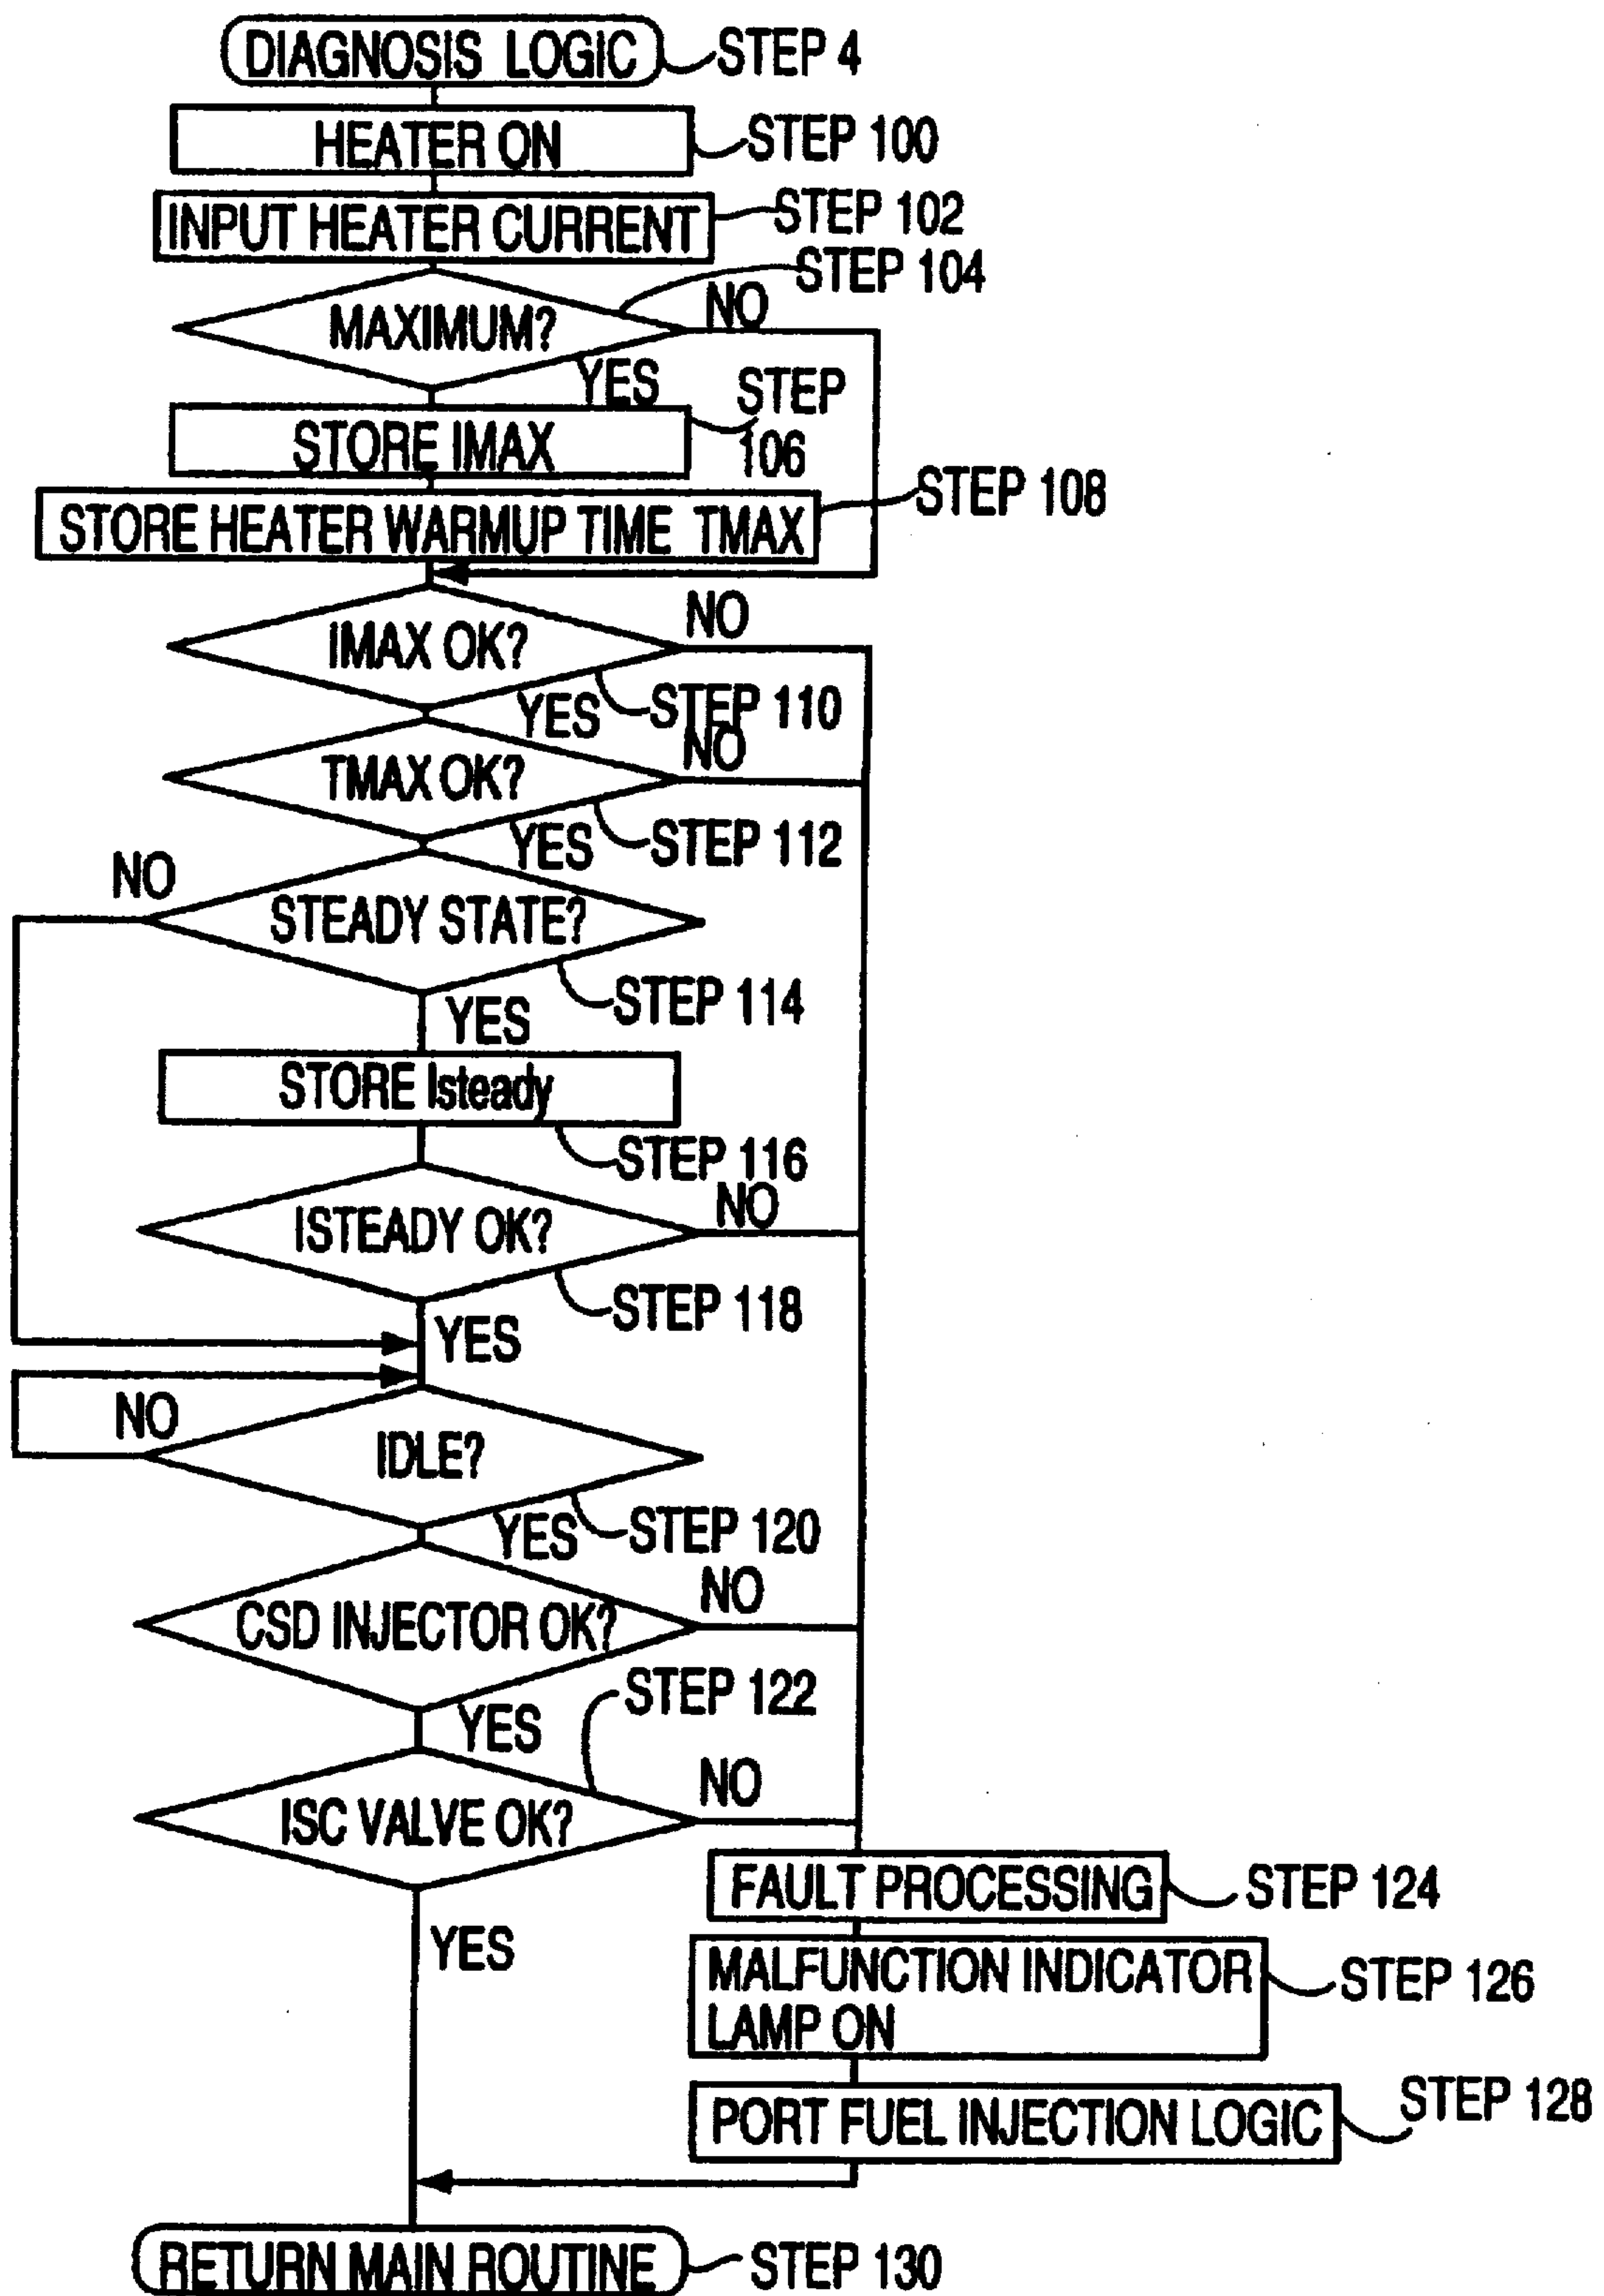 DIAGNOSIS LOGIC
STEP 4
HEATER ON
STEP 100
INPUT HEATER CURRENT
STEP 102
STEP 104
MAXIMUM?
NO
YES
STEP
106
STORE IMAX
STEP 108
STORE HEATER WARMUP TIME TMAX
IMAX OK?
NO
YES
STEP 110
TMAX OK?
NO
YES
STEP 112
NO
STEADY STATE?
STEP 114
YES
STORE Isteady
STEP 116
ISTEADY OK?
NO
STEP 118
YES
NO
IDLE?
YES
STEP 120
CSD INJECTOR OK?
NO
STEP 122
YES
ISC VALVE OK?
NO
FAULT PROCESSING
STEP 124
YES
MALFUNCTION INDICATOR
LAMP ON
STEP 126
PORT FUEL INJECTION LOGIC
STEP 128
RETURN MAIN ROUTINE
STEP 130